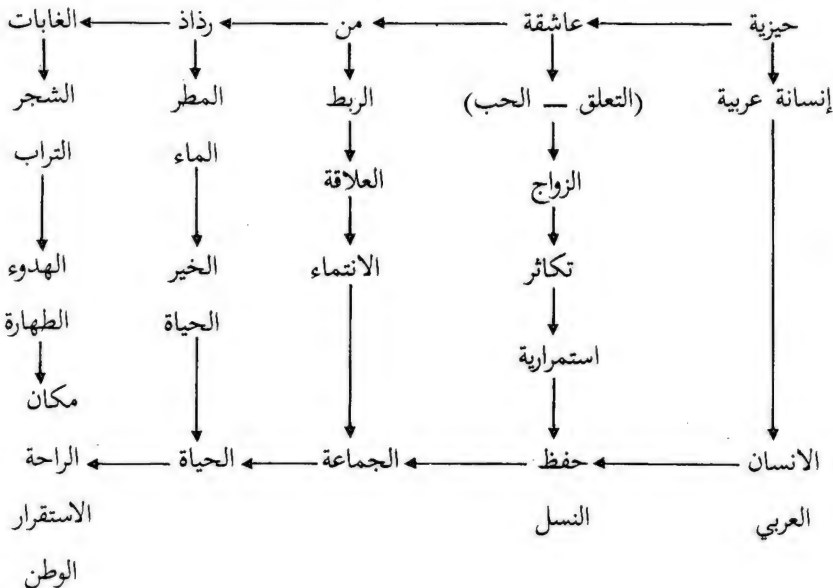 حيزية عاشقة من رذاذ الغابات
إنسانة عربية (التعلق — الحب) الربط المطر الشجر
الماء التراب
الزواج العلاقة
تكاثر الانتماء الخير الهدوء
الحياة الطهارة
استمرارية
مكان
الانسان حفظ الجماعة الحياة الراحة
العربي النسل الاستقرار
الوطن